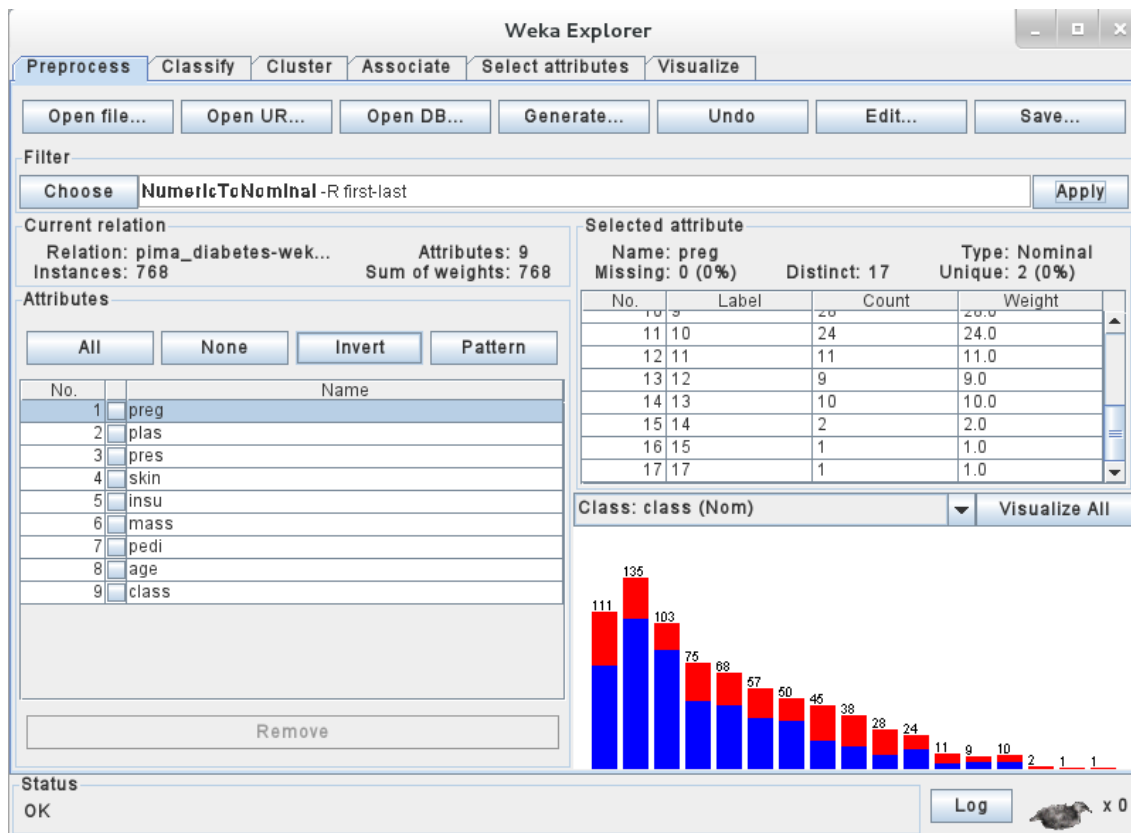 Weka Explorer
Preprocess Classify Cluster Associate Select attributes Visualize
Open file... Open UR... Open DB... Generate... Undo Edit... Save...
Filter
Choose NumericToNominal -R first-last Apply
Current relation
Relation: pima_diabetes-wek... Attributes: 9
Instances: 768 Sum of weights: 768
Attributes
All None Invert Pattern
No. Name
1 preg
2 plas
3 pres
4 skin
5 insu
6 mass
7 pedi
8 age
9 class
Remove
Selected attribute
Name: preg Type: Nominal
Missing: 0 (0%) Distinct: 17 Unique: 2 (0%)
No. Label Count Weight
10 9 28 28.0
11 10 24 24.0
12 11 11 11.0
13 12 9 9.0
14 13 10 10.0
15 14 2 2.0
16 15 1 1.0
17 17 1 1.0
Class: class (Nom) Visualize All
111 135 103 75 68 57 50 45 38 28 24 11 9 10 2 1 1
Status
OK
Log x 0